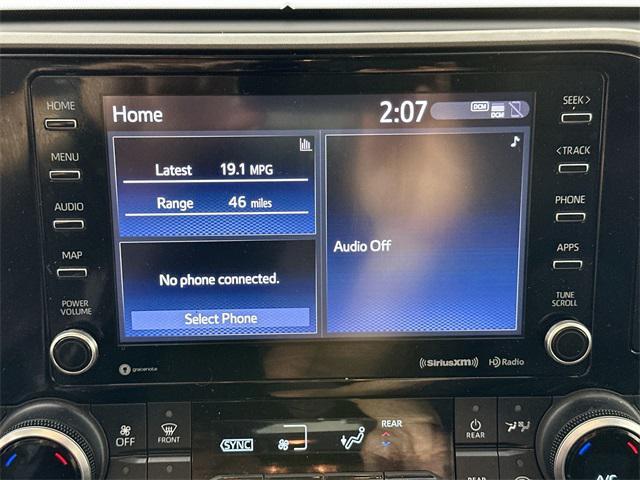 HOME
MENU
AUDIO
MAP
POWER
VOLUME
Home
2:07
DCM
DCM
Latest 19.1 MPG
Range 46 miles
No phone connected.
Select Phone
Audio Off
SEEK >
< TRACK
PHONE
APPS
TUNE
SCROLL
gracenote
((SiriusXM))
HD Radio
OFF
FRONT
SYNC
REAR
REAR
REAR
A/C